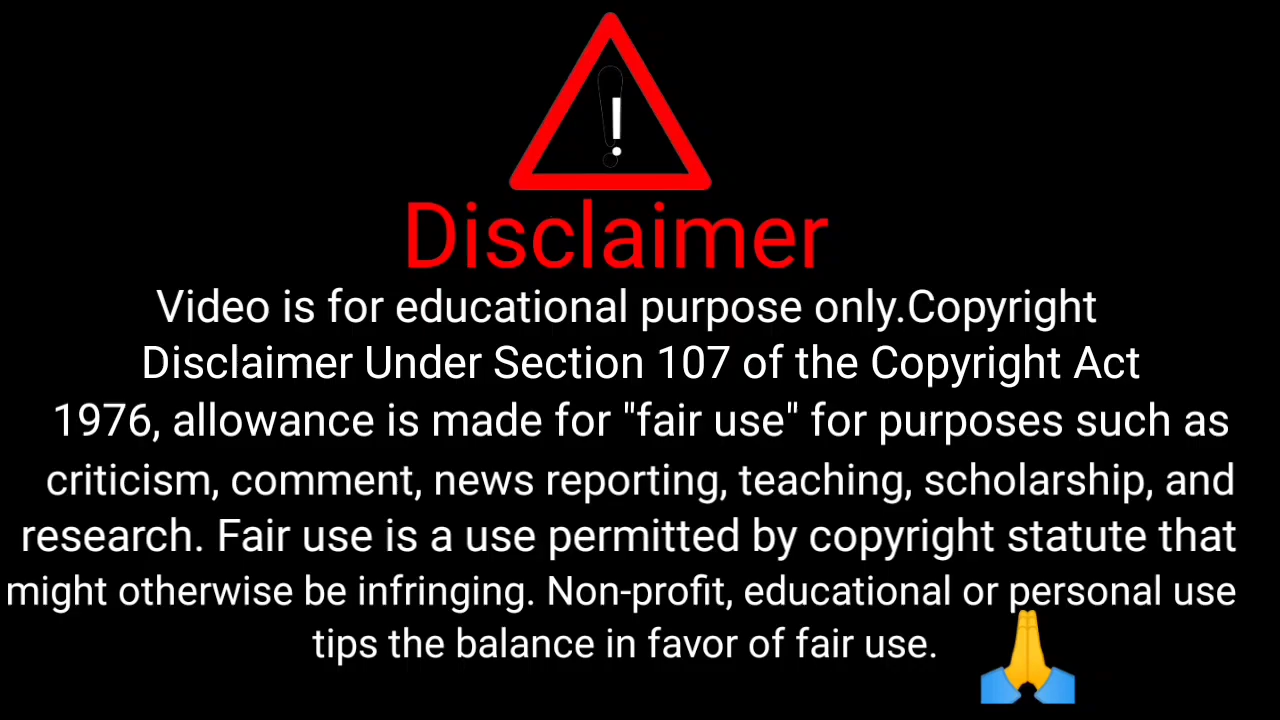 !
Disclaimer
Video is for educational purpose only.Copyright
Disclaimer Under Section 107 of the Copyright Act
1976, allowance is made for "fair use" for purposes such as
criticism, comment, news reporting, teaching, scholarship, and
research. Fair use is a use permitted by copyright statute that
might otherwise be infringing. Non-profit, educational or personal use
tips the balance in favor of fair use.